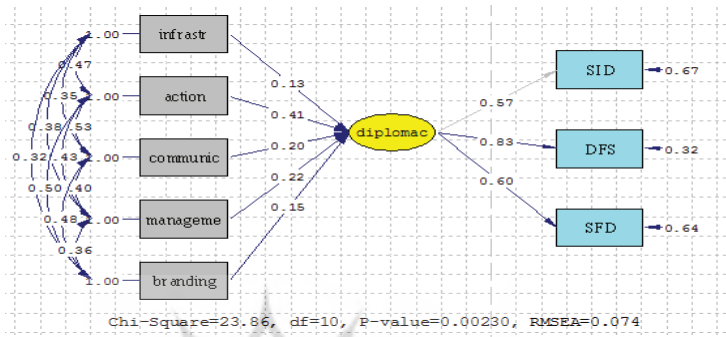 1.00 infrastr
0.47
0.13
SID 0.67
0.35 1.00 action
0.41
0.57
0.38 0.53
diplomac
0.83
DFS 0.32
0.32 0.43 1.00 communic
0.20
0.50 0.40
0.22
0.60
0.48 1.00 manageme
0.15
SFD 0.64
0.36
1.00 branding
Chi-Square=23.86, df=10, P-value=0.00230, RMSEA=0.074